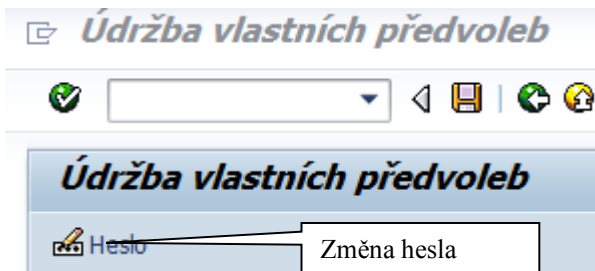 Údržba vlastních předvoleb
Údržba vlastních předvoleb
Heslo
Změna hesla